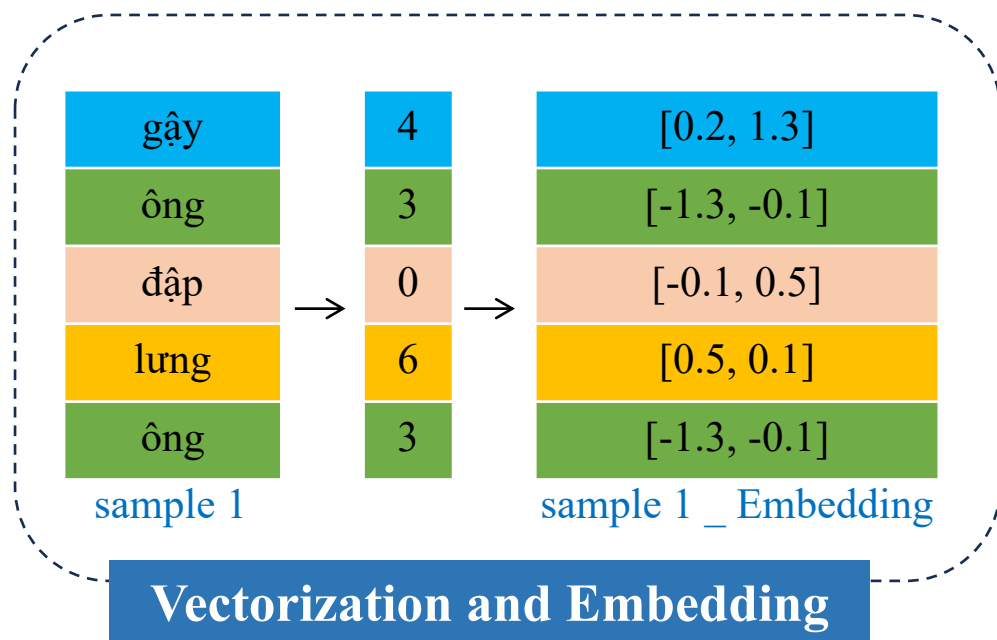 gậy 4 [0.2, 1.3]
ông 3 [-1.3, -0.1]
đập 0 [-0.1, 0.5]
lưng 6 [0.5, 0.1]
ông 3 [-1.3, -0.1]
sample 1 sample 1 _ Embedding
Vectorization and Embedding